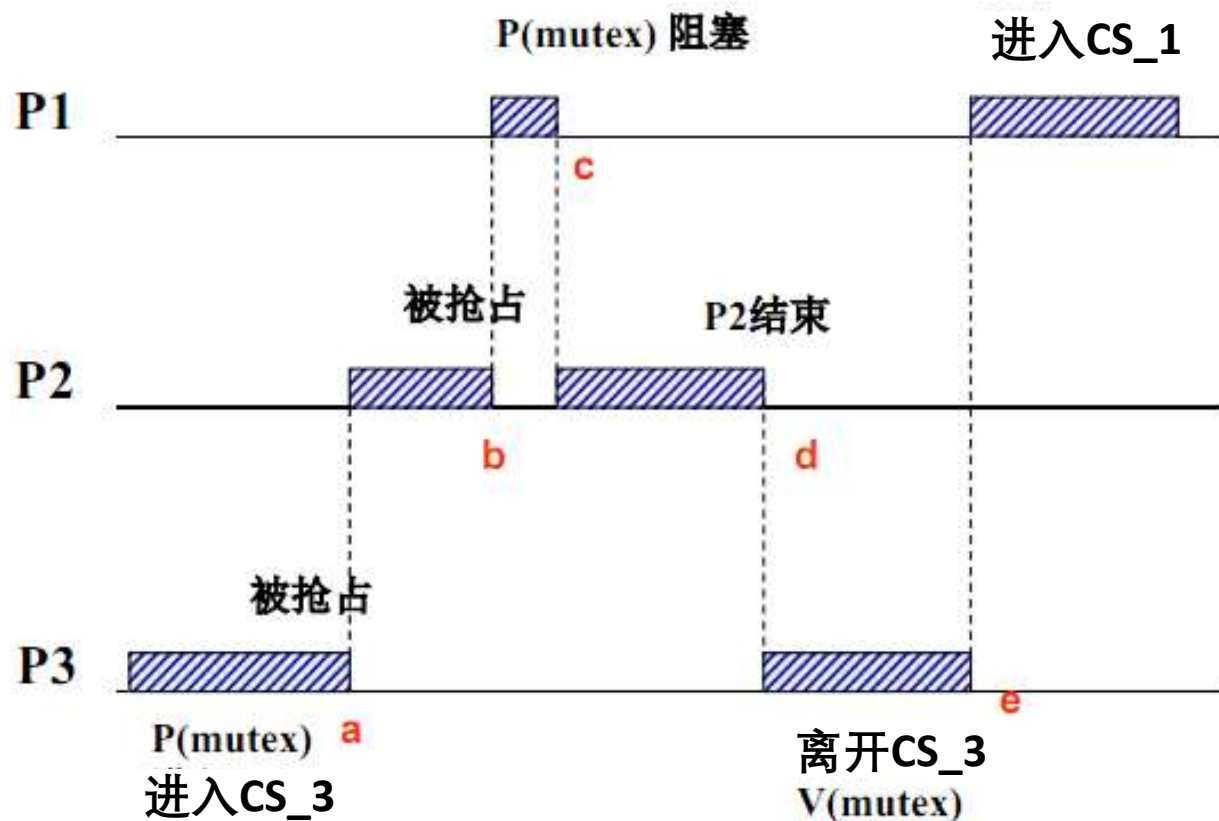 P(mutex) 阻塞
进入CS_1
P1
c
被抢占
P2结束
P2
b
d
被抢占
P3
a
e
P(mutex)
进入CS_3
离开CS_3
V(mutex)